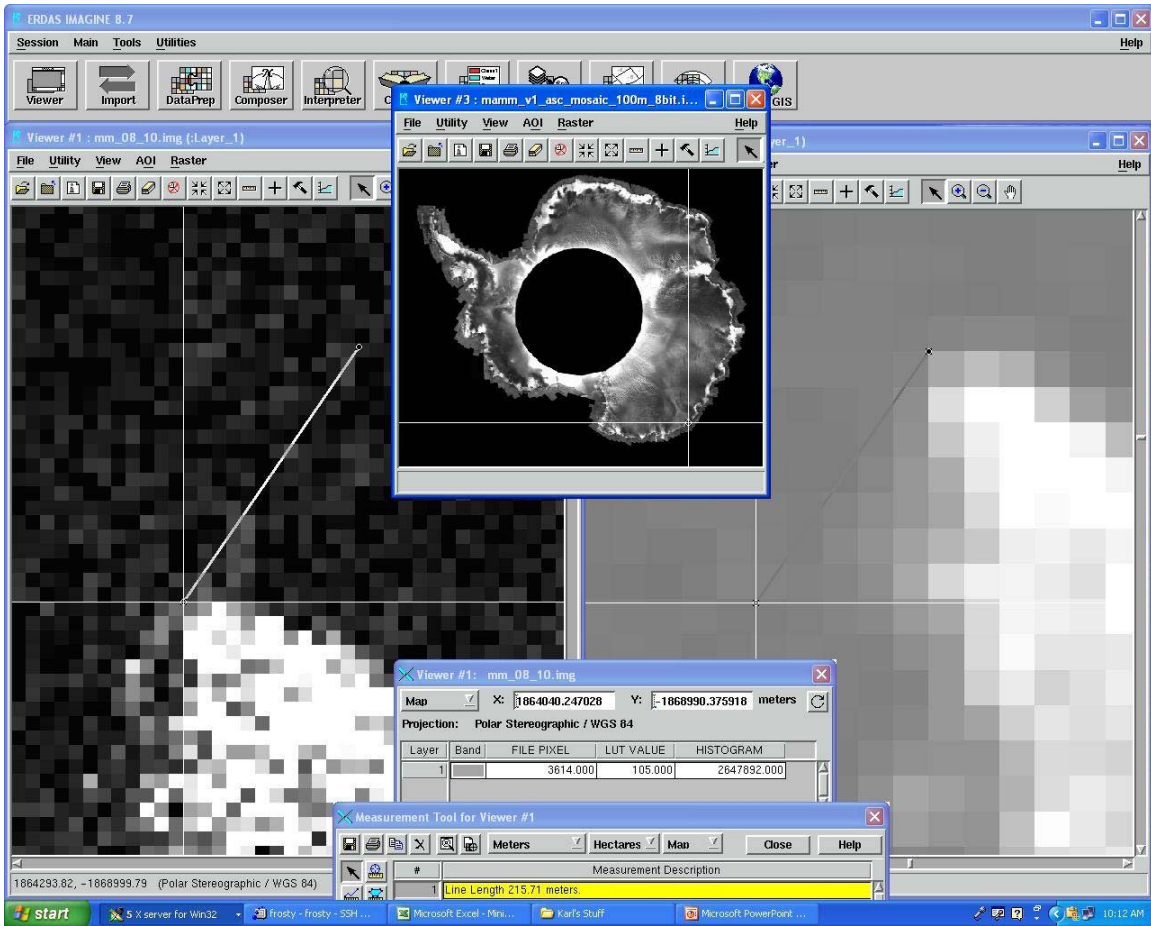 ERDAS IMAGINE 8.7
Session Main Tools Utilities Help
Viewer Import DataPrep Composer Interpreter GIS
Viewer #3 : mamm_v1_asc_mosaic_100m_8bit.i...
File Utility View AOI Raster Help
Viewer #1 : mm_08_10.img (:Layer_1)
File Utility View AOI Raster
Help
Viewer #1: mm_08_10.img
Map X: 1864040.247028 Y: -1868990.375918 meters
Projection: Polar Stereographic / WGS 84
Layer Band FILE PIXEL LUT VALUE HISTOGRAM
1 3614.000 105.000 2647892.000
Measurement Tool for Viewer #1
Meters Hectares Map Close Help
# Measurement Description
1 Line Length 215.71 meters.
1864293.82, -1868999.79 (Polar Stereographic / WGS 84)
start 5 X server for Win32 frosty - frosty - SSH ... Microsoft Excel - Mini... Karl's Stuff Microsoft PowerPoint ... 10:12 AM